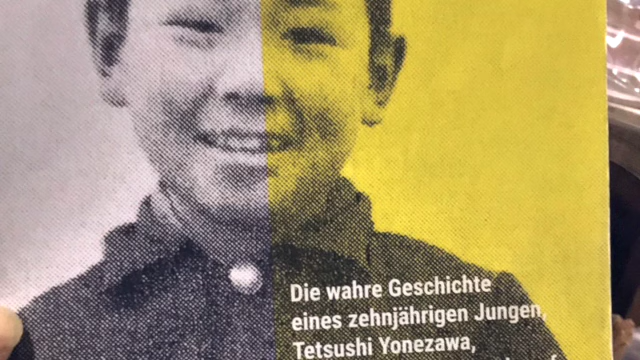 Die wahre Geschichte
eines zehnjährigen Jungen,
Tetsushi Yonezawa,